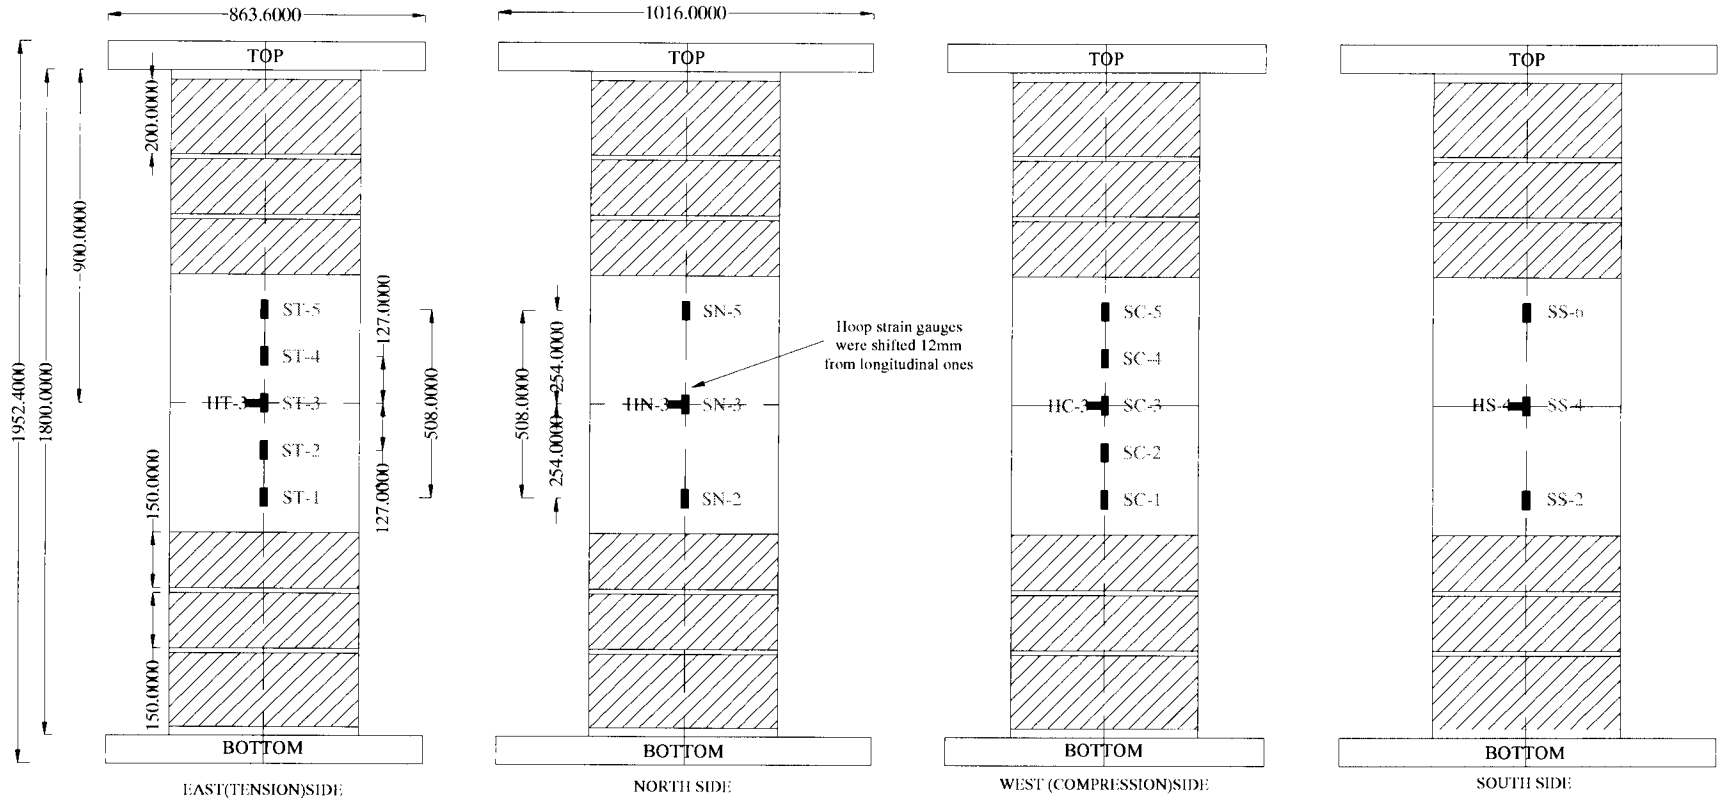 863.6000
1016.0000
TOP
TOP
TOP
TOP
200.0000
900.0000
1952.4000
1800.0000
150.0000
150.0000
ST-5
ST-4
HT-3
ST-3
ST-2
ST-1
127.0000
127.0000
508.0000
508.0000
254.0000
254.0000
SN-5
HN-3
SN-3
SN-2
Hoop strain gauges
were shifted 12mm
from longitudinal ones
SC-5
SC-4
HC-3
SC-3
SC-2
SC-1
SS-6
HS-4
SS-4
SS-2
BOTTOM
BOTTOM
BOTTOM
BOTTOM
EAST(TENSION)SIDE
NORTH SIDE
WEST (COMPRESSION)SIDE
SOUTH SIDE